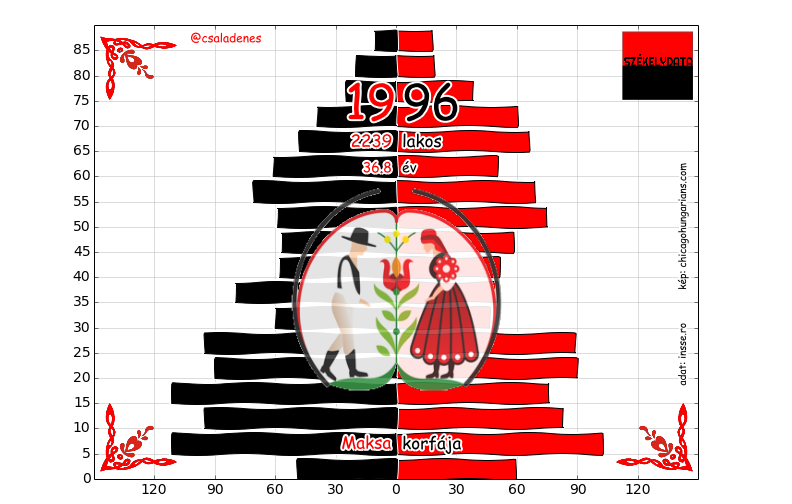 @csaladenes
SZÉKELYDATA
1996
2239 lakos
36.8 év
kép: chicagohungarians.com
adat: insse.ro
Maksa korfája
85
80
75
70
65
60
55
50
45
40
35
30
25
20
15
10
5
0
120 90 60 30 0 30 60 90 120